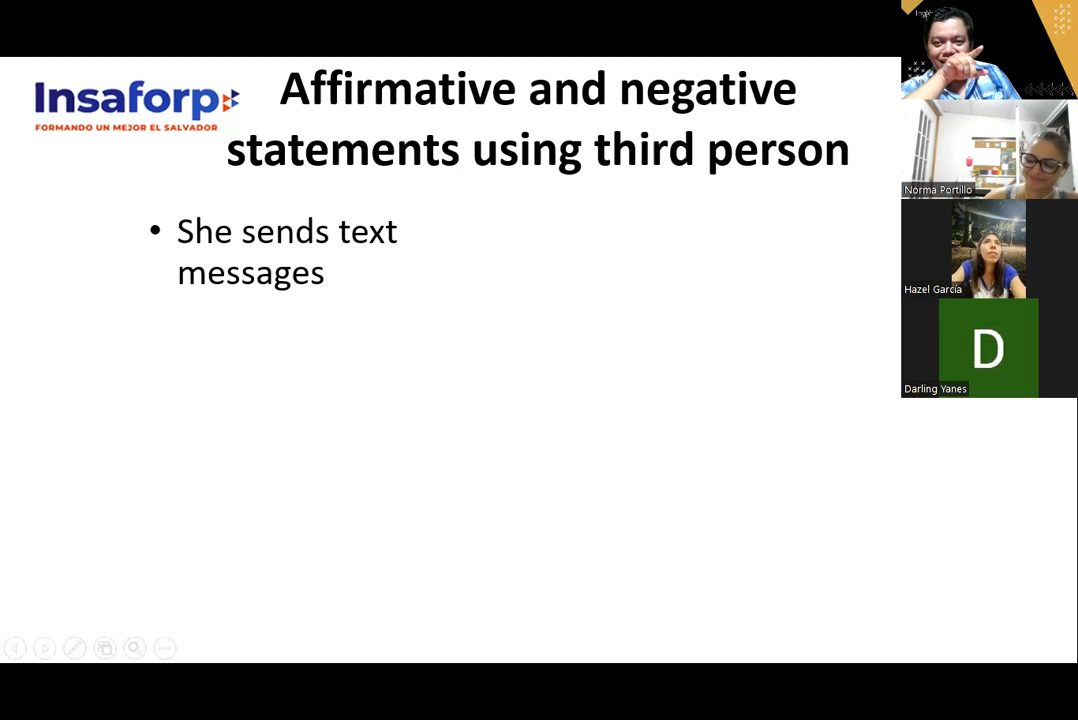 Insaforp
FORMANDO UN MEJOR EL SALVADOR
Affirmative and negative
statements using third person
• She sends text
messages
Norma Portillo
Hazel García
D
Darling Yanes